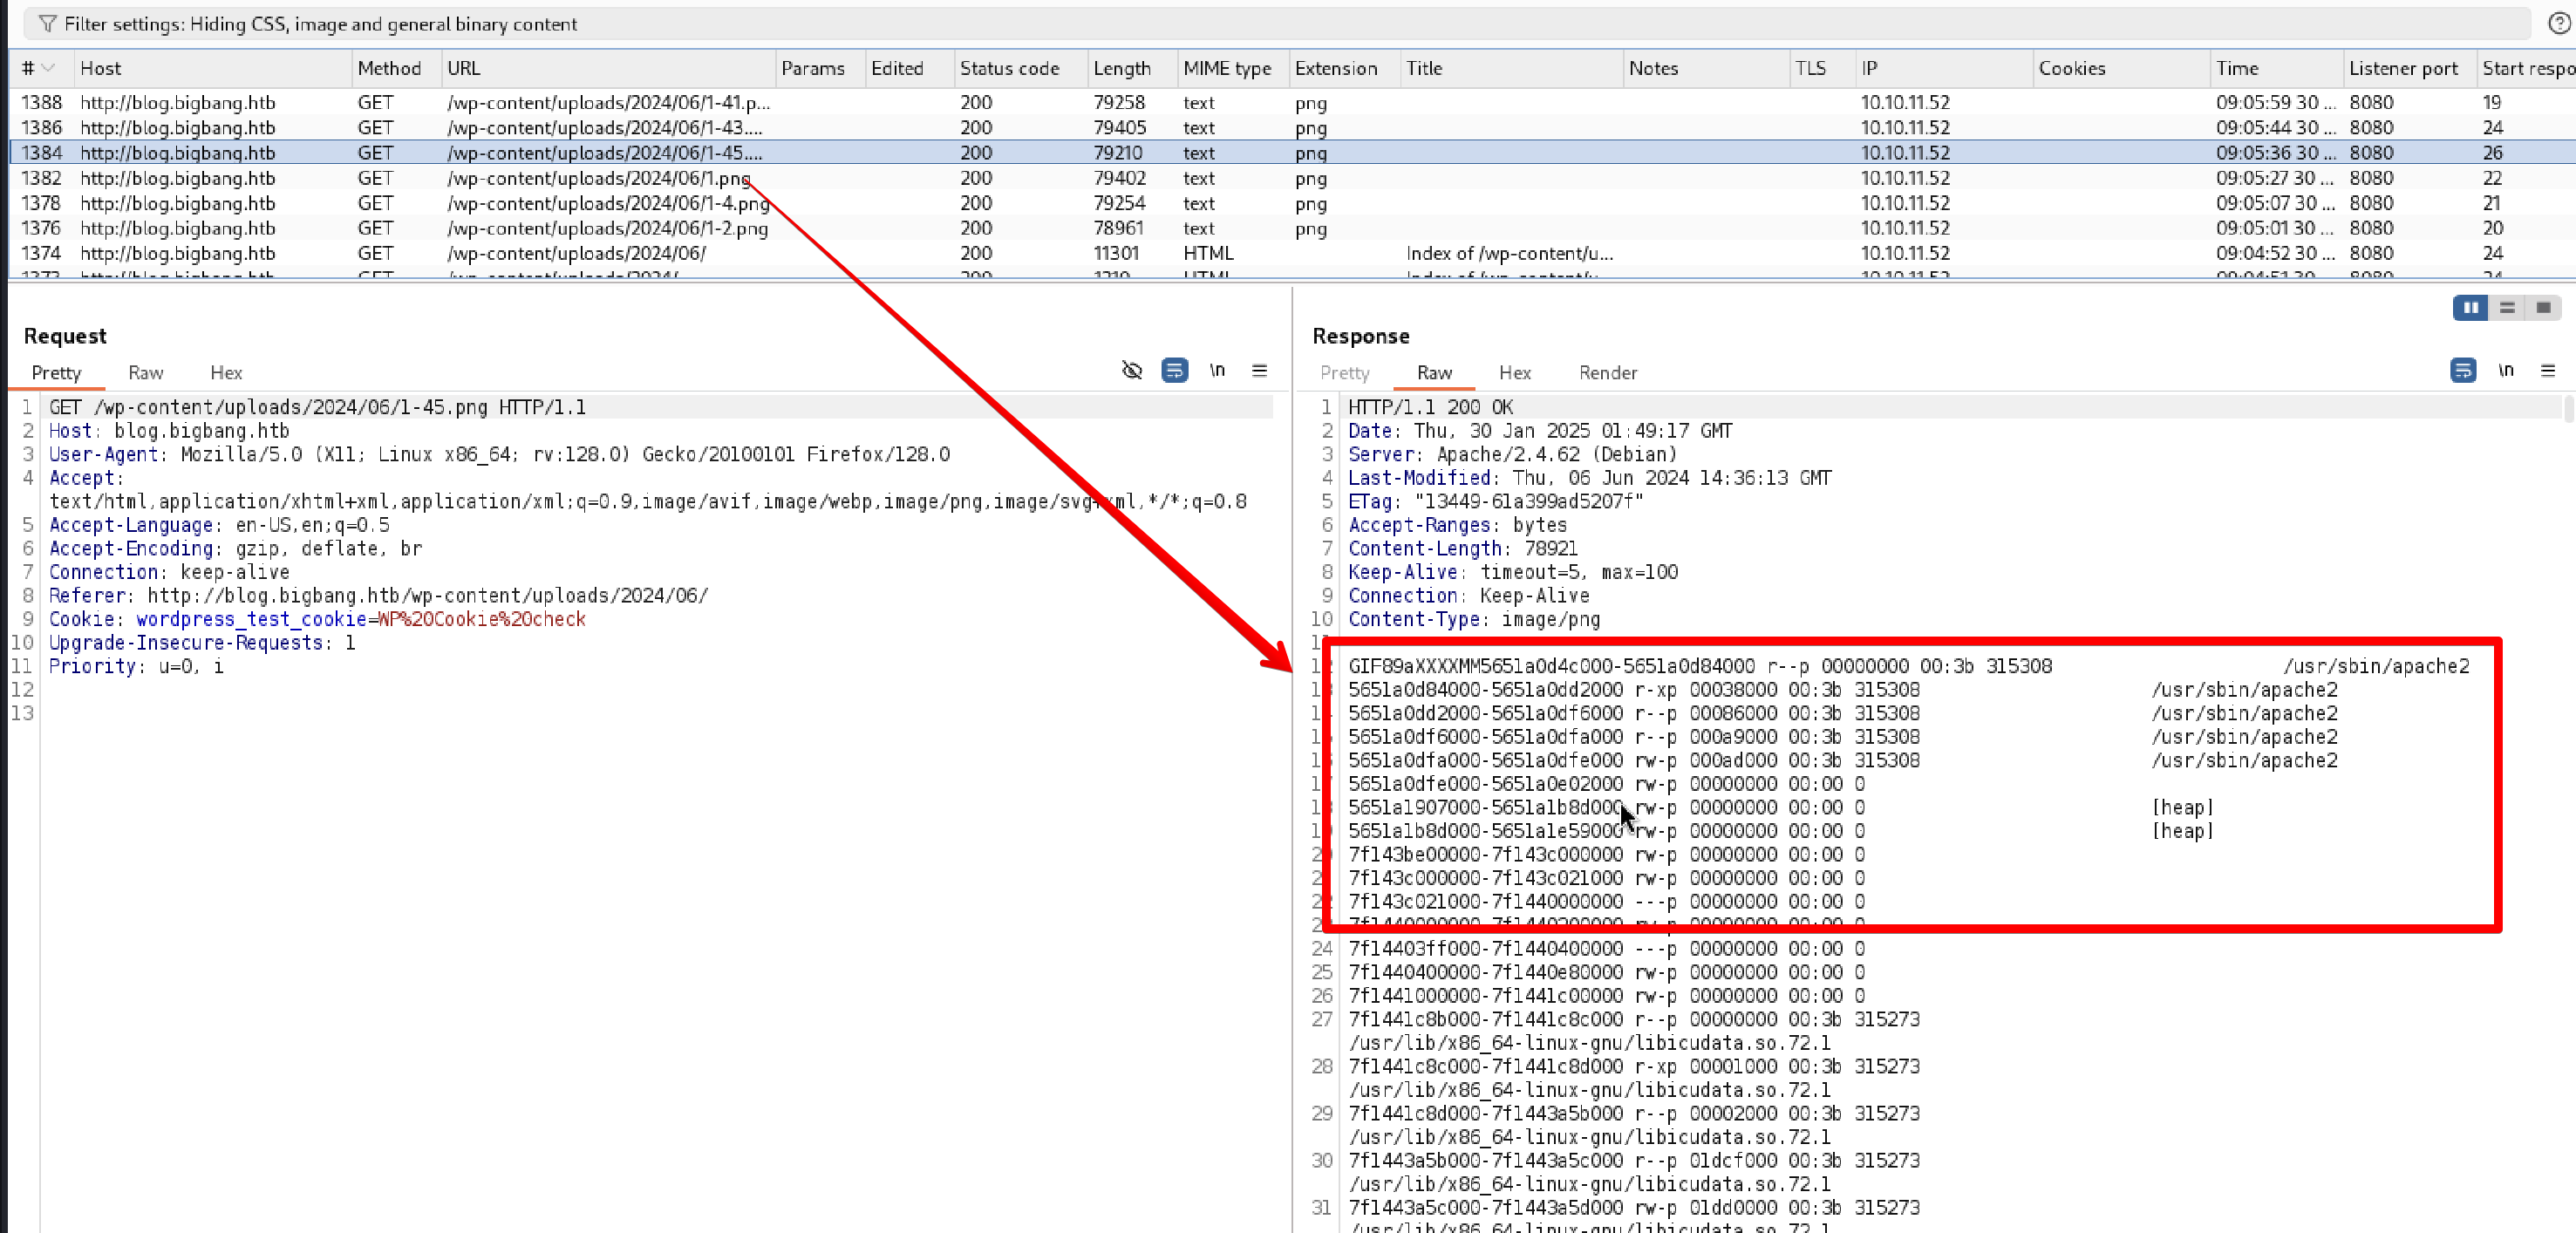 Filter settings: Hiding CSS, image and general binary content
# Host Method URL Params Edited Status code Length MIME type Extension Title Notes TLS IP Cookies Time Listener port Start respo
1388 http://blog.bigbang.htb GET /wp-content/uploads/2024/06/1-41.p... 200 79258 text png 10.10.11.52 09:05:59 30 ... 8080 19
1386 http://blog.bigbang.htb GET /wp-content/uploads/2024/06/1-43.... 200 79405 text png 10.10.11.52 09:05:44 30 ... 8080 24
1384 http://blog.bigbang.htb GET /wp-content/uploads/2024/06/1-45.... 200 79210 text png 10.10.11.52 09:05:36 30 ... 8080 26
1382 http://blog.bigbang.htb GET /wp-content/uploads/2024/06/1.png 200 79402 text png 10.10.11.52 09:05:27 30 ... 8080 22
1378 http://blog.bigbang.htb GET /wp-content/uploads/2024/06/1-4.png 200 79254 text png 10.10.11.52 09:05:07 30 ... 8080 21
1376 http://blog.bigbang.htb GET /wp-content/uploads/2024/06/1-2.png 200 78961 text png 10.10.11.52 09:05:01 30 ... 8080 20
1374 http://blog.bigbang.htb GET /wp-content/uploads/2024/06/ 200 11301 HTML Index of /wp-content/u... 10.10.11.52 09:04:52 30 ... 8080 24
Request
Pretty Raw Hex \n
1 GET /wp-content/uploads/2024/06/1-45.png HTTP/1.1
2 Host: blog.bigbang.htb
3 User-Agent: Mozilla/5.0 (X11; Linux x86_64; rv:128.0) Gecko/20100101 Firefox/128.0
4 Accept:
text/html,application/xhtml+xml,application/xml;q=0.9,image/avif,image/webp,image/png,image/svg+xml,*/*;q=0.8
5 Accept-Language: en-US,en;q=0.5
6 Accept-Encoding: gzip, deflate, br
7 Connection: keep-alive
8 Referer: http://blog.bigbang.htb/wp-content/uploads/2024/06/
9 Cookie: wordpress_test_cookie=WP%20Cookie%20check
10 Upgrade-Insecure-Requests: 1
11 Priority: u=0, i
12
13
Response
Pretty Raw Hex Render \n
1 HTTP/1.1 200 OK
2 Date: Thu, 30 Jan 2025 01:49:17 GMT
3 Server: Apache/2.4.62 (Debian)
4 Last-Modified: Thu, 06 Jun 2024 14:36:13 GMT
5 ETag: "13449-61a399ad5207f"
6 Accept-Ranges: bytes
7 Content-Length: 78921
8 Keep-Alive: timeout=5, max=100
9 Connection: Keep-Alive
10 Content-Type: image/png
GIF89aXXXXMM5651a0d4c000-5651a0d84000 r--p 00000000 00:3b 315308 /usr/sbin/apache2
5651a0d84000-5651a0dd2000 r-xp 00038000 00:3b 315308 /usr/sbin/apache2
5651a0dd2000-5651a0df6000 r--p 00086000 00:3b 315308 /usr/sbin/apache2
5651a0df6000-5651a0dfa000 r--p 000a9000 00:3b 315308 /usr/sbin/apache2
5651a0dfa000-5651a0dfe000 rw-p 000ad000 00:3b 315308 /usr/sbin/apache2
5651a0dfe000-5651a0e02000 rw-p 00000000 00:00 0
5651a1907000-5651a1b8d000 rw-p 00000000 00:00 0 [heap]
5651a1b8d000-5651a1e59000 rw-p 00000000 00:00 0 [heap]
7f143be00000-7f143c000000 rw-p 00000000 00:00 0
7f143c000000-7f143c021000 rw-p 00000000 00:00 0
7f143c021000-7f1440000000 ---p 00000000 00:00 0
24 7f14403ff000-7f1440400000 ---p 00000000 00:00 0
25 7f1440400000-7f1440e80000 rw-p 00000000 00:00 0
26 7f1441000000-7f1441c00000 rw-p 00000000 00:00 0
27 7f1441c8b000-7f1441c8c000 r--p 00000000 00:3b 315273
/usr/lib/x86_64-linux-gnu/libicudata.so.72.1
28 7f1441c8c000-7f1441c8d000 r-xp 00001000 00:3b 315273
/usr/lib/x86_64-linux-gnu/libicudata.so.72.1
29 7f1441c8d000-7f1443a5b000 r--p 00002000 00:3b 315273
/usr/lib/x86_64-linux-gnu/libicudata.so.72.1
30 7f1443a5b000-7f1443a5c000 r--p 01dcf000 00:3b 315273
/usr/lib/x86_64-linux-gnu/libicudata.so.72.1
31 7f1443a5c000-7f1443a5d000 rw-p 01dd0000 00:3b 315273
/usr/lib/x86_64-linux-gnu/libicudata.so.72.1